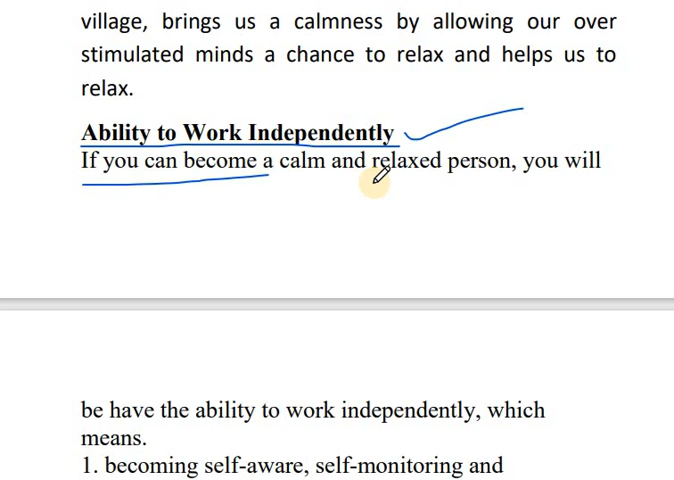 village, brings us a calmness by allowing our over
stimulated minds a chance to relax and helps us to
relax.
Ability to Work Independently
If you can become a calm and relaxed person, you will
be have the ability to work independently, which
means.
1. becoming self-aware, self-monitoring and